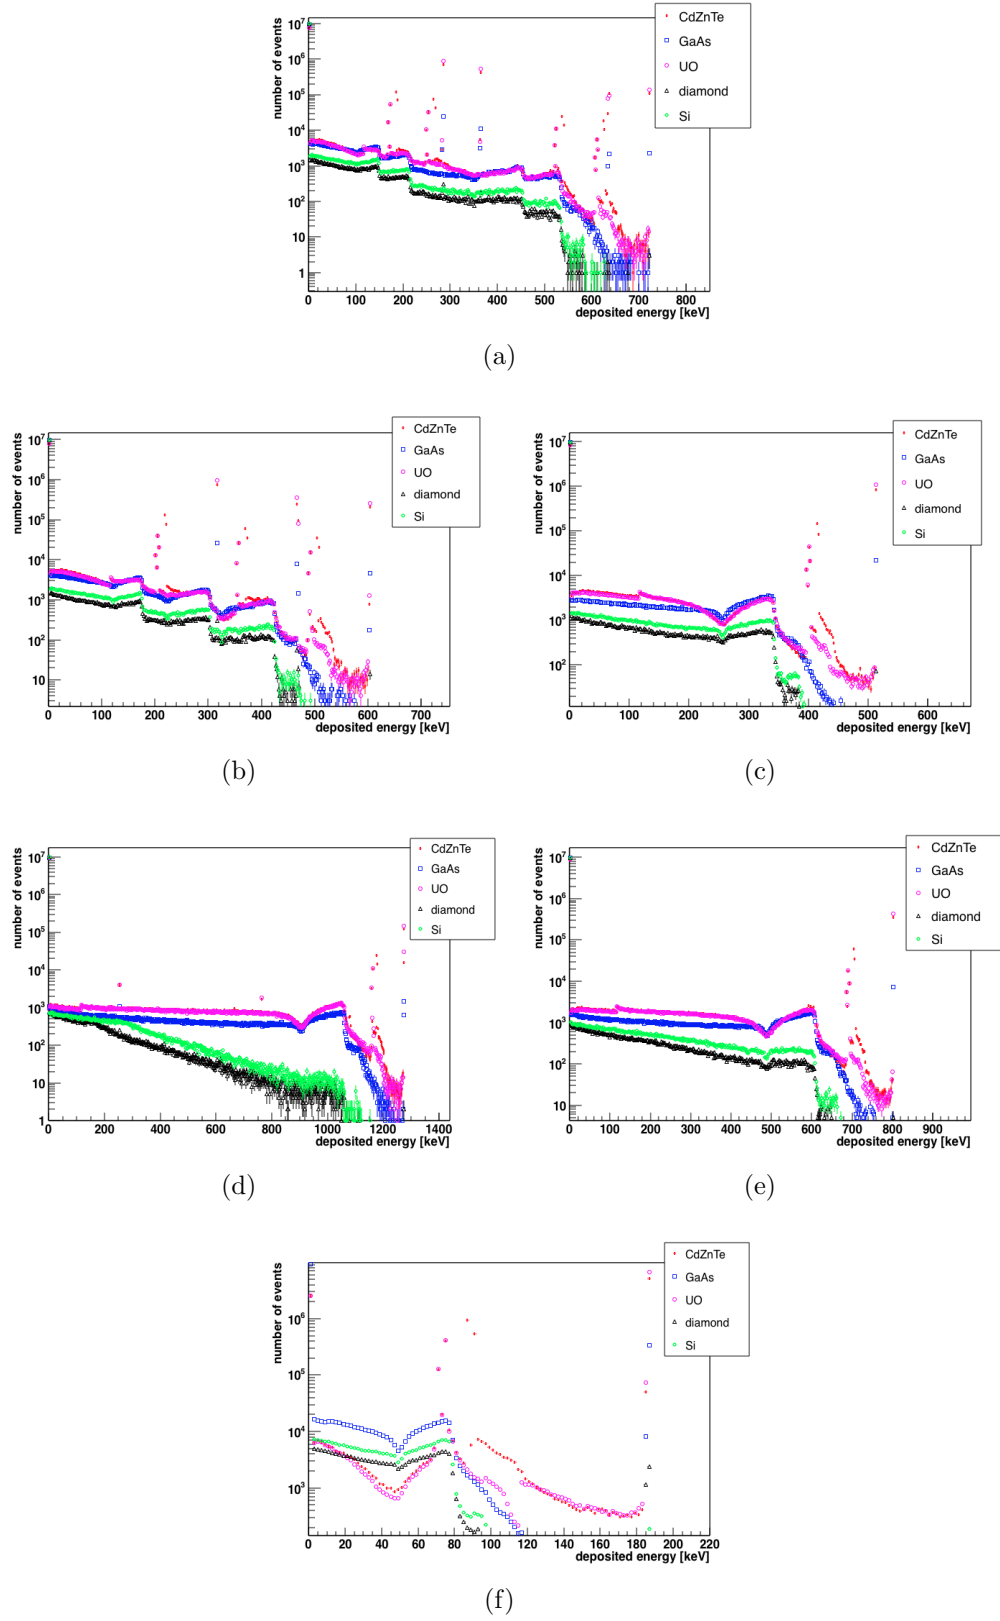 CdZnTe
GaAs
UO
diamond
Si
number of events
10^7
10^6
10^5
10^4
10^3
10^2
10
1
0 100 200 300 400 500 600 700 800
deposited energy [keV]
(a)
CdZnTe
GaAs
UO
diamond
Si
number of events
10^7
10^6
10^5
10^4
10^3
10^2
10
0 100 200 300 400 500 600 700
deposited energy [keV]
(b)
CdZnTe
GaAs
UO
diamond
Si
number of events
10^7
10^6
10^5
10^4
10^3
10^2
0 100 200 300 400 500 600
deposited energy [keV]
(c)
CdZnTe
GaAs
UO
diamond
Si
number of events
10^7
10^6
10^5
10^4
10^3
10^2
10
1
0 200 400 600 800 1000 1200 1400
deposited energy [keV]
(d)
CdZnTe
GaAs
UO
diamond
Si
number of events
10^7
10^6
10^5
10^4
10^3
10^2
10
0 100 200 300 400 500 600 700 800 900
deposited energy [keV]
(e)
CdZnTe
GaAs
UO
diamond
Si
number of events
10^6
10^5
10^4
10^3
0 20 40 60 80 100 120 140 160 180 200 220
deposited energy [keV]
(f)